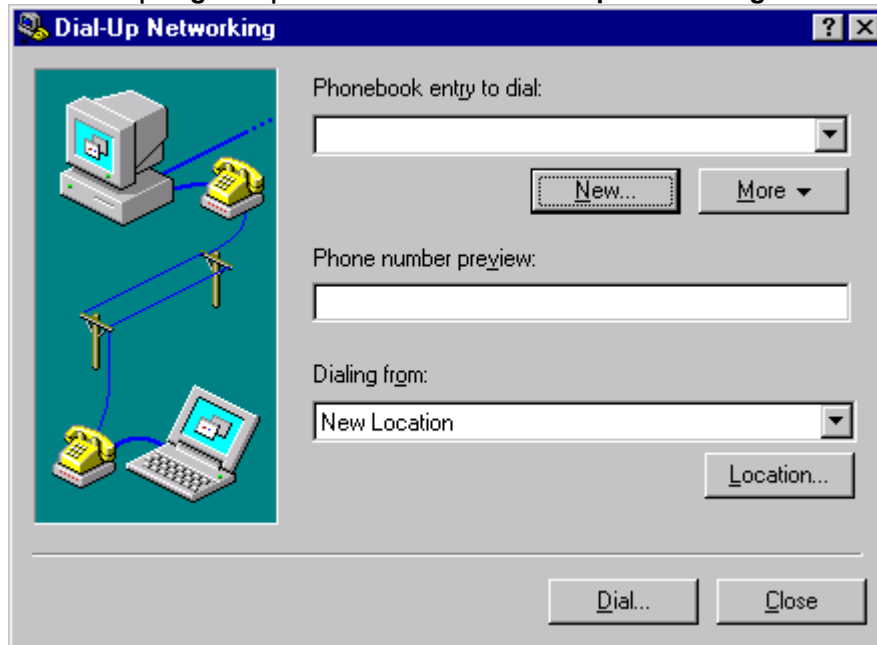 Dial-Up Networking
Phonebook entry to dial:
New...
More
Phone number preview:
Dialing from:
New Location
Location...
Dial...
Close